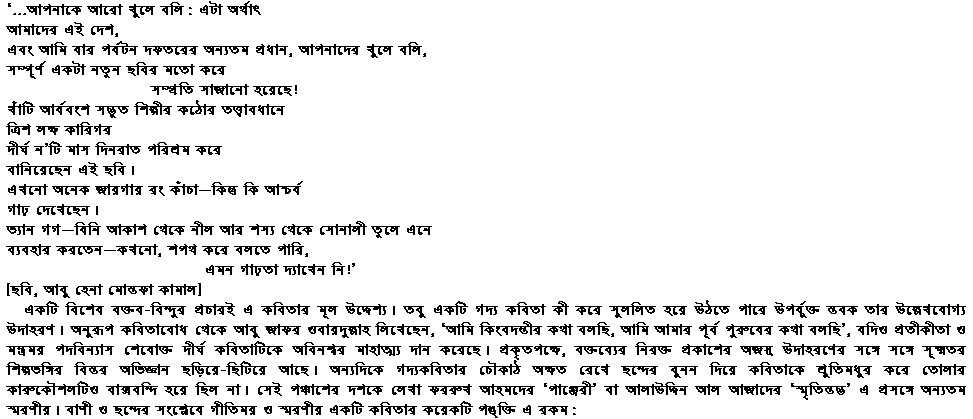 ‘...আপনাকে আরো খুলে বলি : এটা অর্থাৎ
আমাদের এই দেশ,
এবং আমি যার পর্যটন দফতরের অন্যতম প্রধান, আপনাদের খুলে বলি,
সম্পূর্ণ একটা নতুন ছবির মতো করে
সম্প্রতি সাজানো হয়েছে!
খাঁটি আর্যবংশ সম্ভূত শিল্পীর কঠোর তত্ত্বাবধানে
ত্রিশ লক্ষ কারিগর
দীর্ঘ ন’টি মাস দিনরাত পরিশ্রম করে
বানিয়েছেন এই ছবি।
এখনো অনেক জায়গায় রং কাঁচা—কিন্তু কি আশ্চর্য
গাঢ় দেখেছেন।
ভ্যান গগ—যিনি আকাশ থেকে নীল আর শস্য থেকে সোনালী তুলে এনে
ব্যবহার করতেন—কখনো, শপথ করে বলতে পারি,
এমন গাঢ়তা দ্যাখেন নি!’
[ছবি, আবু হেনা মোস্তফা কামাল]
একটি বিশেষ বক্তব্য-বিন্দুর প্রচারই এ কবিতার মূল উদ্দেশ্য। তবু একটি গদ্য কবিতা কী করে সুললিত হয়ে উঠতে পারে উপর্যুক্ত স্তবক তার উল্লেখযোগ্য
উদাহরণ। অনুরূপ কবিতাবোধ থেকে আবু জাফর ওবায়দুল্লাহ লিখেছেন, ‘আমি কিংবদন্তীর কথা বলছি, আমি আমার পূর্ব পুরুষের কথা বলছি’, যদিও প্রতীকীতা ও
মন্ত্রময় পদবিন্যাস শেষোক্ত দীর্ঘ কবিতাটিকে অবিনশ্বর মাহাত্ম্য দান করেছে। প্রকৃতপক্ষে, বক্তব্যের নিরক্ত প্রকাশের অজস্র উদাহরণের সঙ্গে সঙ্গে সূক্ষ্মতর
শিল্পভঙ্গির বিস্তর অভিজ্ঞান ছড়িয়ে-ছিটিয়ে আছে। অন্যদিকে গদ্যকবিতার চৌকাঠ অক্ষত রেখে ছন্দের বুনন দিয়ে কবিতাকে শ্রুতিমধুর করে তোলার
কারুকৌশলটিও বাক্সবন্দি হয়ে ছিল না। সেই পঞ্চাশের দশকে লেখা ফররুখ আহমদের ‘পাঞ্জেরী’ বা আলাউদ্দিন আল আজাদের ‘স্মৃতিস্তম্ভ’ এ প্রসঙ্গে অন্যতম
স্মরণীয়। বাণী ও ছন্দের সংশ্লেষে গীতিময় ও স্মরণীয় একটি কবিতার কয়েকটি পঙ্‌ক্তি এ রকম :